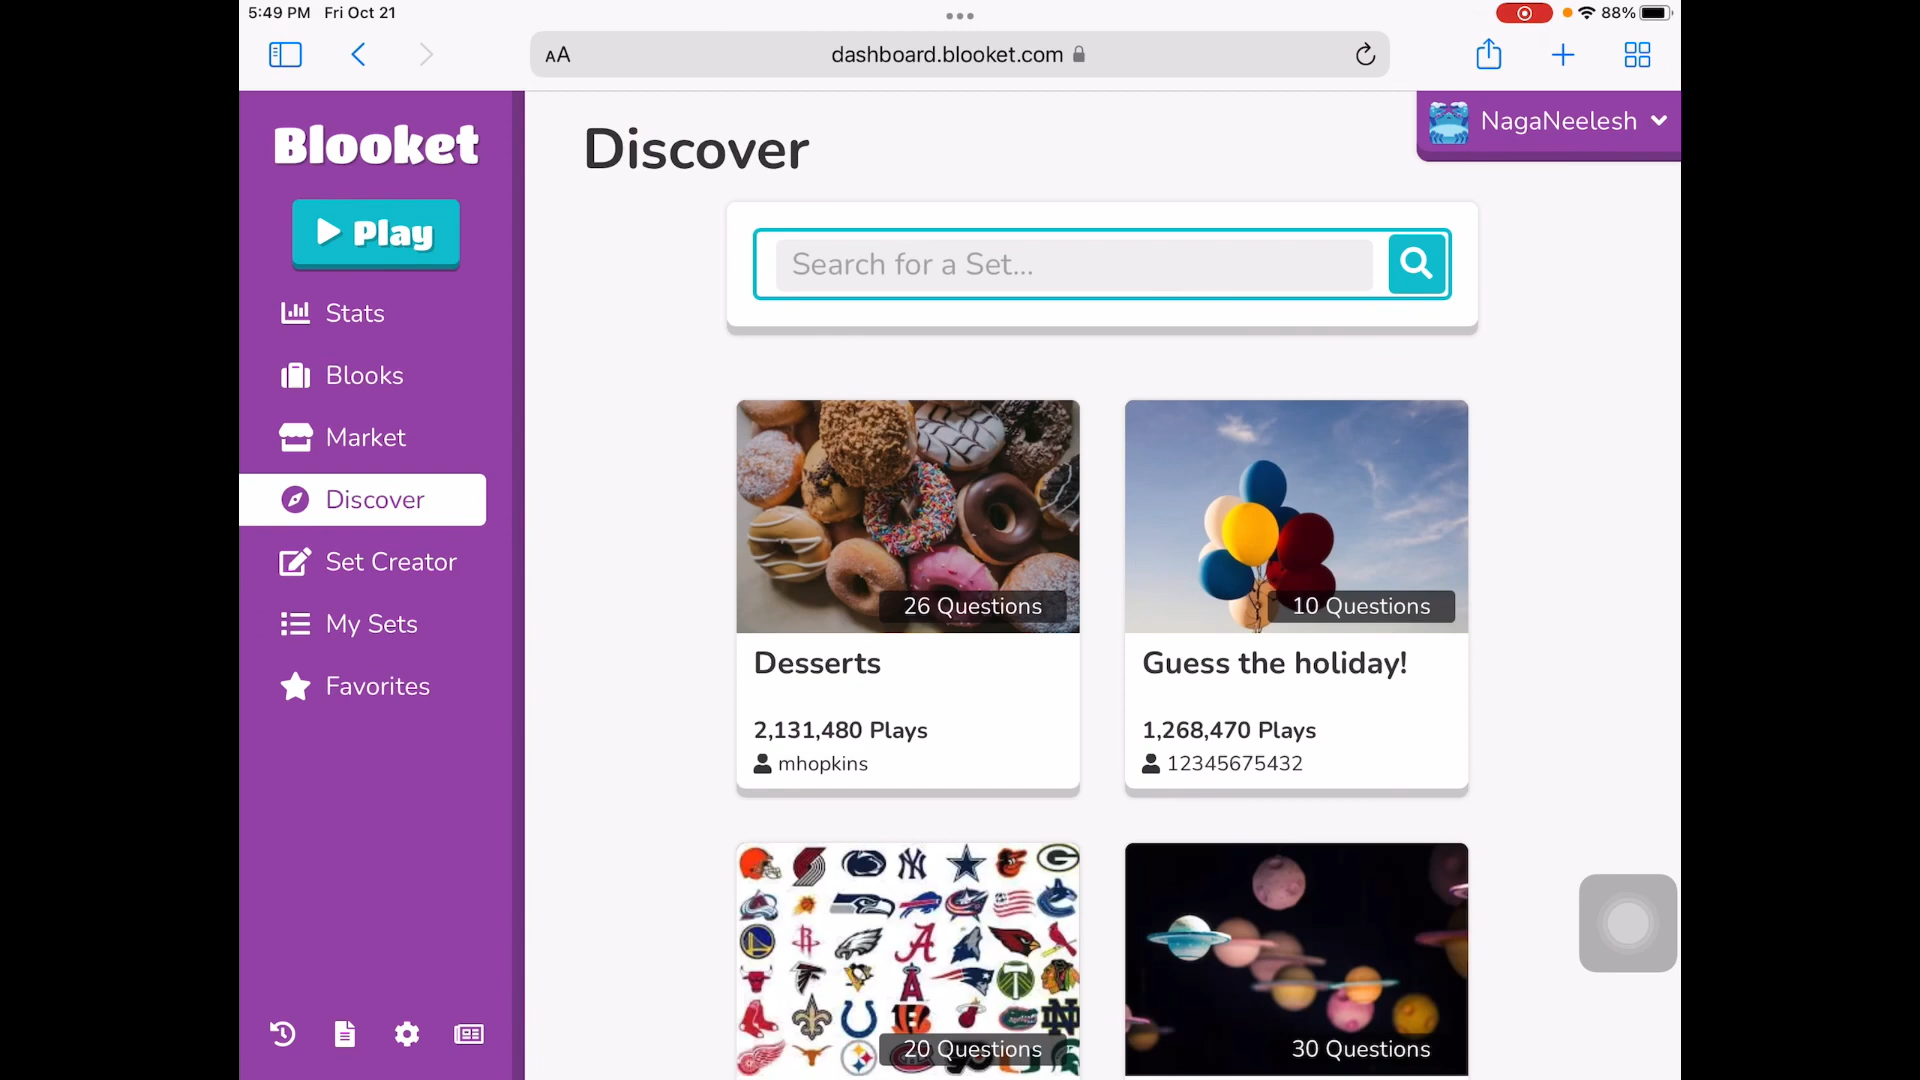 5:49 PM Fri Oct 21
88%
AA
dashboard.blooket.com
Blooket
Play
Stats
Blooks
Market
Discover
Set Creator
My Sets
Favorites
Discover
NagaNeelesh
Search for a Set...
26 Questions
Desserts
2,131,480 Plays
mhopkins
10 Questions
Guess the holiday!
1,268,470 Plays
12345675432
20 Questions
30 Questions